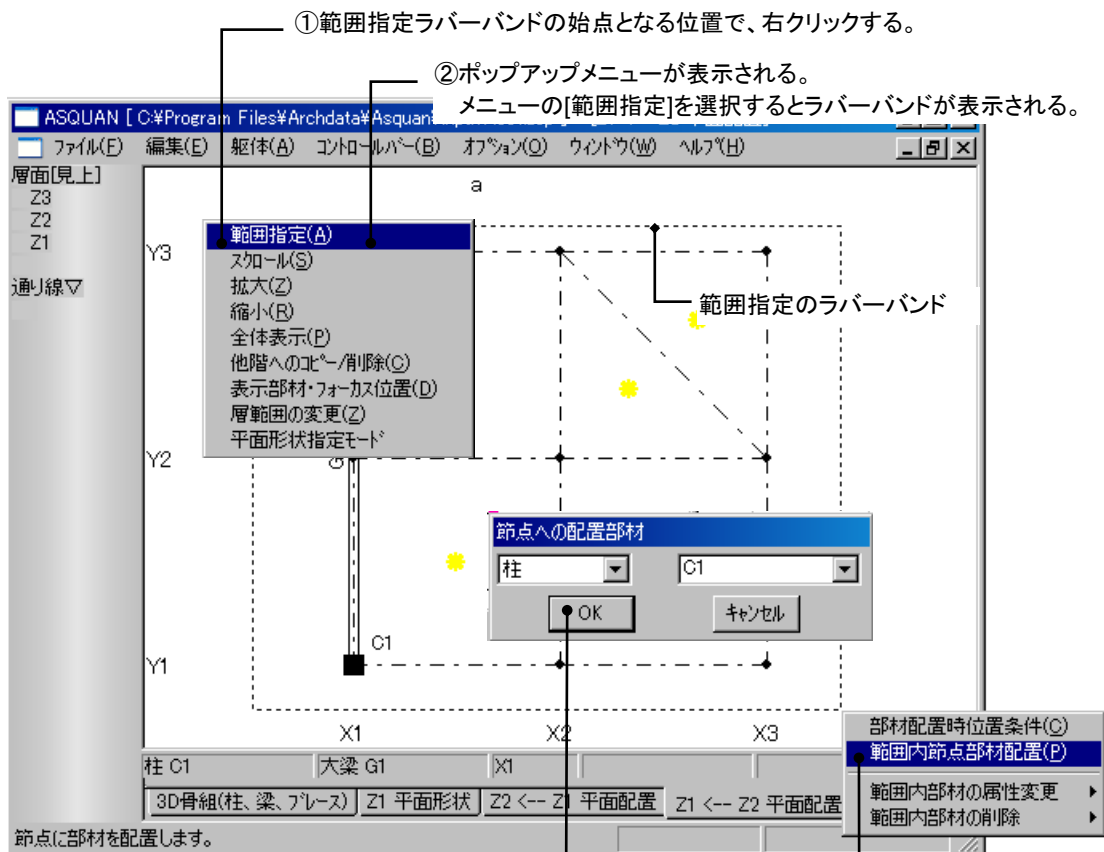 ①範囲指定ラバーバンドの始点となる位置で、右クリックする。
②ポップアップメニューが表示される。
メニューの[範囲指定]を選択するとラバーバンドが表示される。
ASQUAN [ C:¥Program Files¥Archdata¥Asquan¥
ファイル(F) 編集(E) 躯体(A) コントロールバー(B) オプション(O) ウィンドウ(W) ヘルプ(H)
層面[見上]
Z3
Z2
Z1
通り線▽
a
範囲指定(A)
スクロール(S)
拡大(Z)
縮小(R)
全体表示(P)
他階へのコピー/削除(C)
表示部材・フォーカス位置(D)
層範囲の変更(Z)
平面形状指定モード
Y3
範囲指定のラバーバンド
Y2
G
節点への配置部材
柱 C1
OK キャンセル
C1
Y1
X1 X2 X3
部材配置時位置条件(C)
範囲内節点部材配置(P)
範囲内部材の属性変更
範囲内部材の削除
柱 C1 大梁 G1 X1
3D骨組(柱、梁、ブレース) Z1 平面形状 Z2 <-- Z1 平面配置 Z1 <-- Z2 平面配置
節点に部材を配置します。